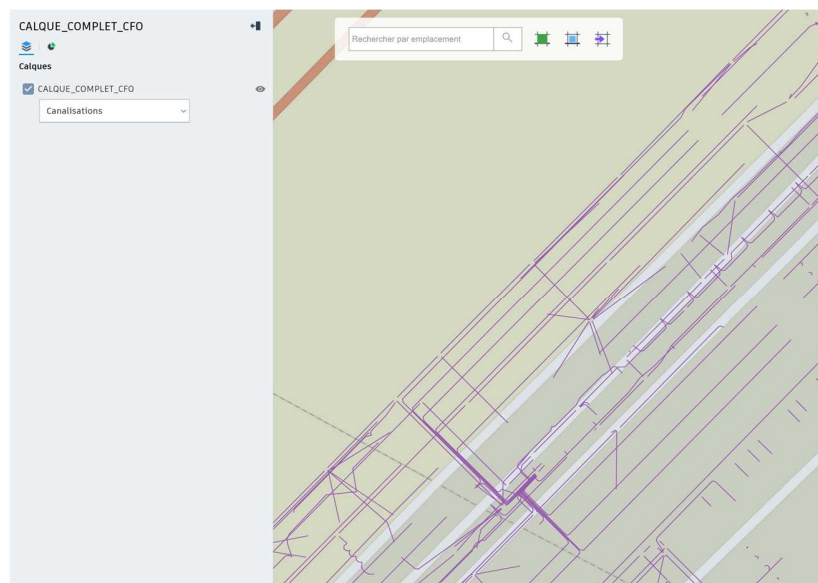 CALQUE_COMPLET_CFO
Calques
CALQUE_COMPLET_CFO
Canalisations
Rechercher par emplacement